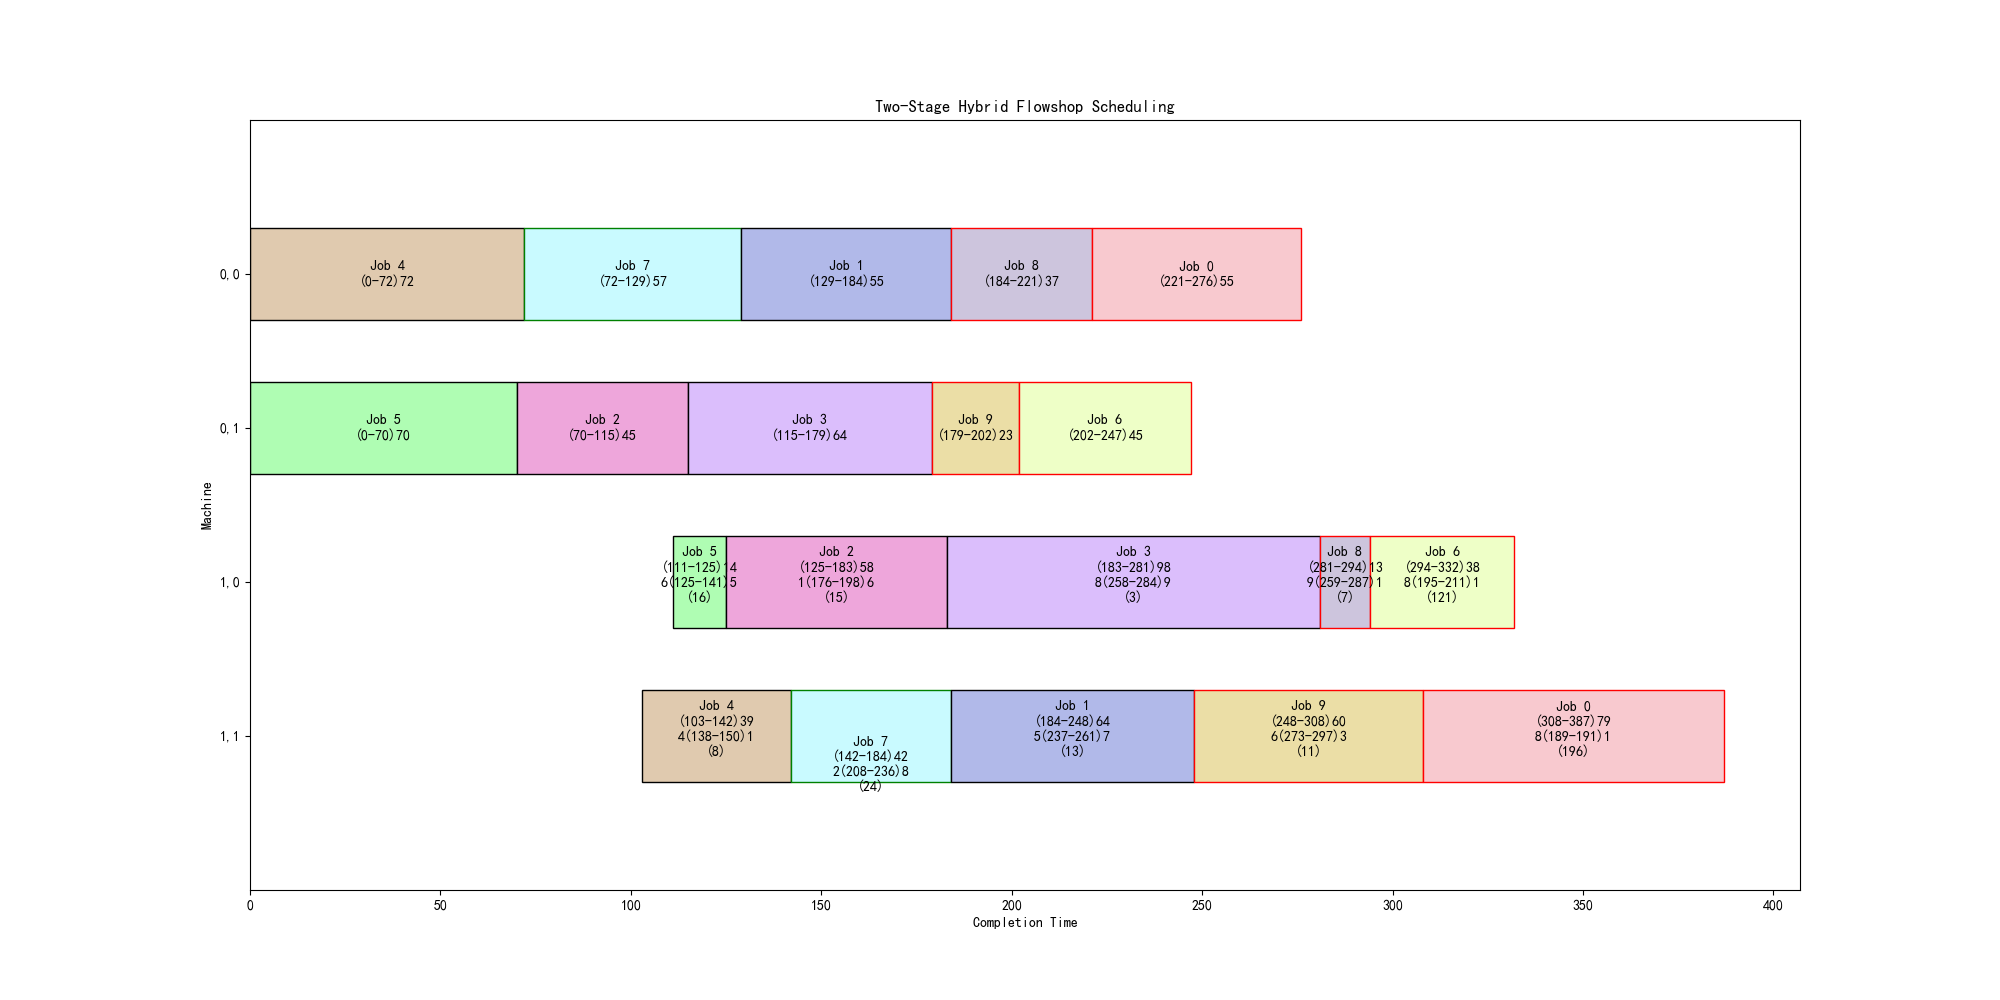 Two-Stage Hybrid Flowshop Scheduling
0,0
Job 4
(0-72)72
Job 7
(72-129)57
Job 1
(129-184)55
Job 8
(184-221)37
Job 0
(221-276)55
0,1
Job 5
(0-70)70
Job 2
(70-115)45
Job 3
(115-179)64
Job 9
(179-202)23
Job 6
(202-247)45
Machine
1,0
Job 5
(111-125)14
6(125-141)5
(16)
Job 2
(125-183)58
1(176-198)6
(15)
Job 3
(183-281)98
8(258-284)9
(3)
Job 8
(281-294)13
9(259-287)1
(7)
Job 6
(294-332)38
8(195-211)1
(121)
1,1
Job 4
(103-142)39
4(138-150)1
(8)
Job 7
(142-184)42
2(208-236)8
(24)
Job 1
(184-248)64
5(237-261)7
(13)
Job 9
(248-308)60
6(273-297)3
(11)
Job 0
(308-387)79
8(189-191)1
(196)
0 50 100 150 200 250 300 350 400
Completion Time